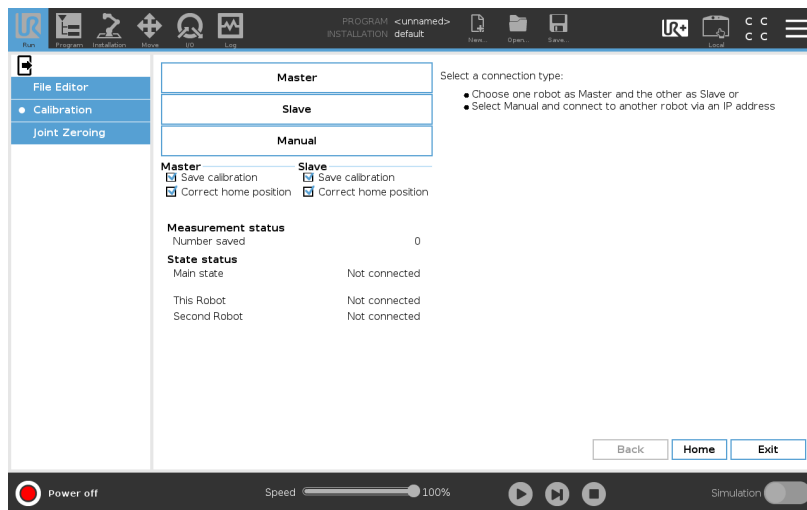 UR
Run
Program
Installation
Move
I/O
Log
PROGRAM <unnamed>
INSTALLATION default
New...
Open...
Save...
UR+
Local
C C
C C
File Editor
Calibration
Joint Zeroing
Master
Slave
Manual
Select a connection type:
● Choose one robot as Master and the other as Slave or
● Select Manual and connect to another robot via an IP address
Master Slave
Save calibration Save calibration
Correct home position Correct home position
Measurement status
Number saved 0
State status
Main state Not connected
This Robot Not connected
Second Robot Not connected
Back Home Exit
Power off
Speed 100%
Simulation